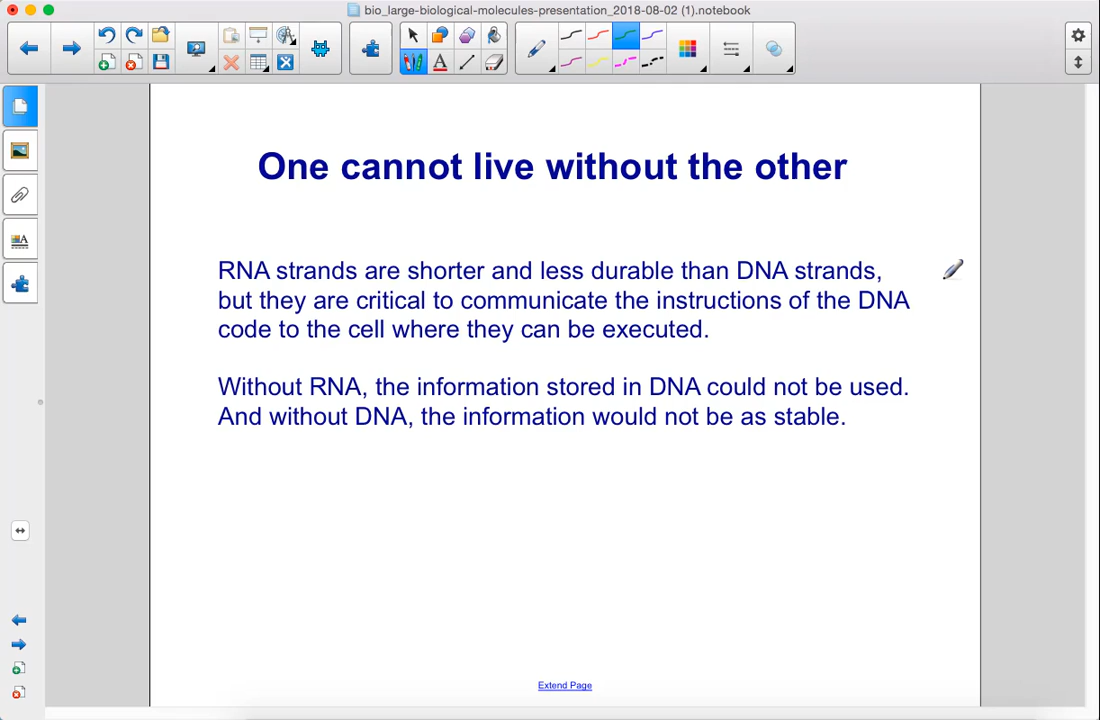 bio_large-biological-molecules-presentation_2018-08-02 (1).notebook
One cannot live without the other
RNA strands are shorter and less durable than DNA strands,
but they are critical to communicate the instructions of the DNA
code to the cell where they can be executed.
Without RNA, the information stored in DNA could not be used.
And without DNA, the information would not be as stable.
Extend Page